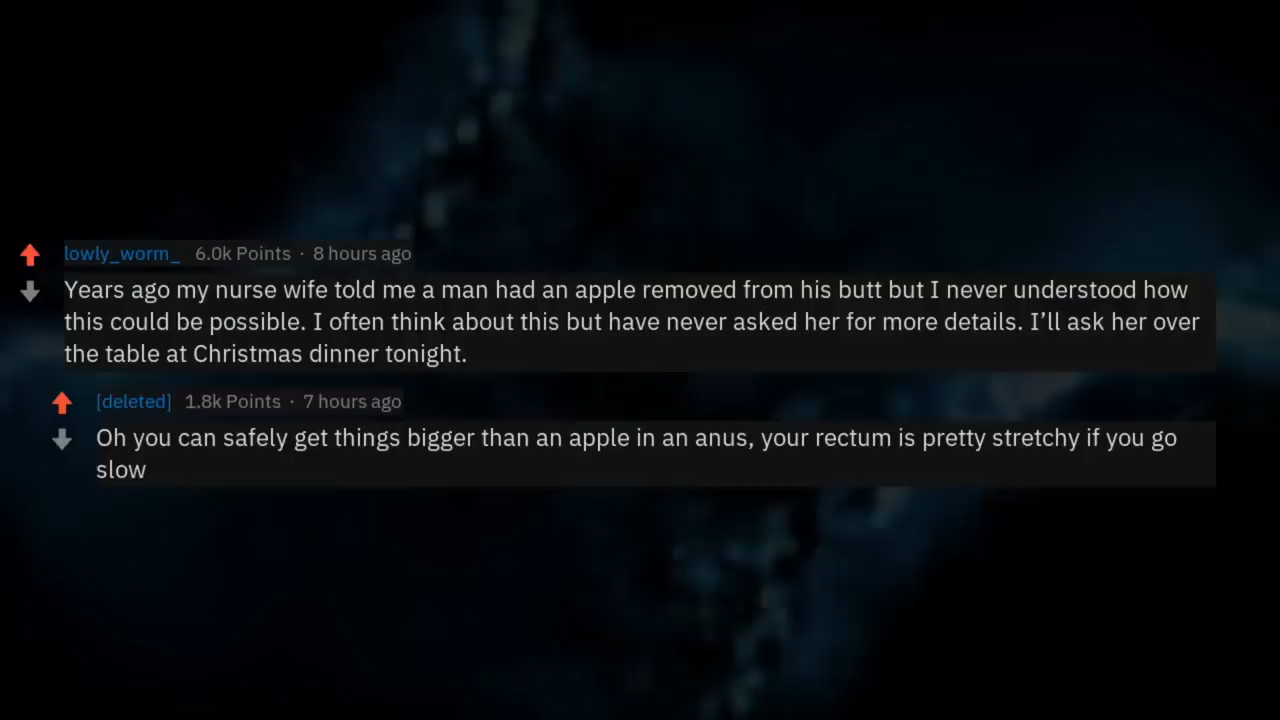 lowly_worm_ 6.0k Points · 8 hours ago
Years ago my nurse wife told me a man had an apple removed from his butt but I never understood how
this could be possible. I often think about this but have never asked her for more details. I’ll ask her over
the table at Christmas dinner tonight.
[deleted] 1.8k Points · 7 hours ago
Oh you can safely get things bigger than an apple in an anus, your rectum is pretty stretchy if you go
slow